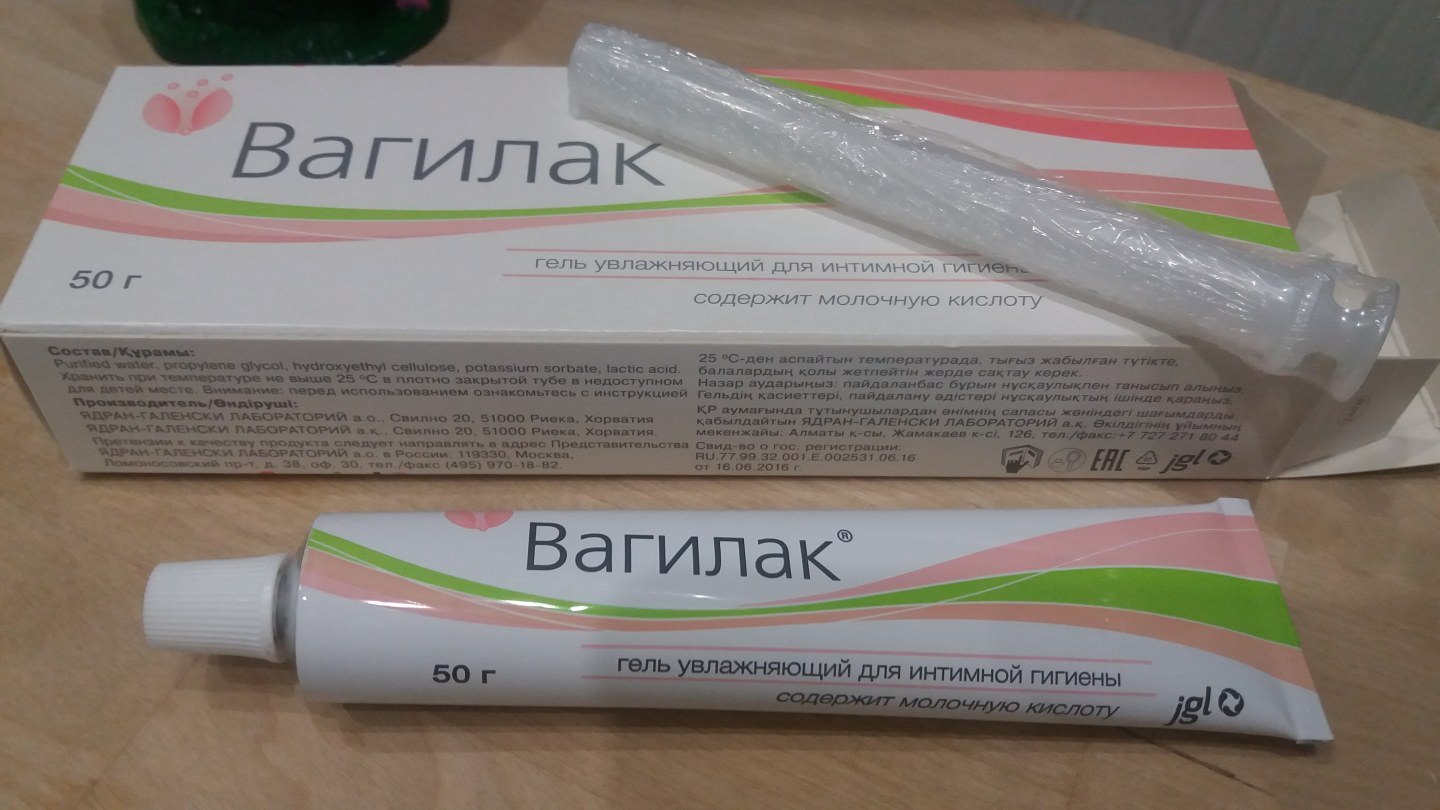 Вагилак
50 г
гель увлажняющий для интимной гигиены
содержит молочную кислоту
Состав/Құрамы:
Purified water, propylene glycol, hydroxyethyl cellulose, potassium sorbate, lactic acid.
Хранить при температуре не выше 25 °C в плотно закрытой тубе в недоступном
для детей месте. Внимание: перед использованием ознакомьтесь с инструкцией
Производитель/Өндіруші:
ЯДРАН-ГАЛЕНСКИ ЛАБОРАТОРИЙ а.о., Свилно 20, 51000 Риека, Хорватия
ЯДРАН-ГАЛЕНСКИ ЛАБОРАТОРИЙ а.қ., Свилно 20, 51000 Риека, Хорватия.
Претензии к качеству продукта следует направлять в адрес Представительства
ЯДРАН-ГАЛЕНСКИ ЛАБОРАТОРИЙ а.о. в России: 119330, Москва,
Ломоносовский пр-т, д. 38, оф. 30, тел./факс (495) 970-18-82.
25 °C-ден аспайтын температурада, тығыз жабылған түтікте,
балалардың қолы жетпейтін жерде сақтау керек.
Назар аударыңыз: пайдаланбас бұрын нұсқаулықпен танысып алыңыз.
Гельдің қасиеттері, пайдалану әдістері нұсқаулықтың ішінде қараңыз.
ҚР аумағында тұтынушылардан өнімнің сапасы жөніндегі шағымдарды
қабылдайтын ЯДРАН-ГАЛЕНСКИ ЛАБОРАТОРИЙ а.қ. Өкілдігінің ұйымның
мекенжайы: Алматы қ-сы, Жамакаев к-сі, 126, тел./факс:+7 727 271 80 44
Свид-во о гос. регистрации:
RU.77.99.32.001.E.002531.06.16
от 16.06.2016 г.
EAC
PAP
jgl
Вагилак®
50 г
гель увлажняющий для интимной гигиены
содержит молочную кислоту
jgl